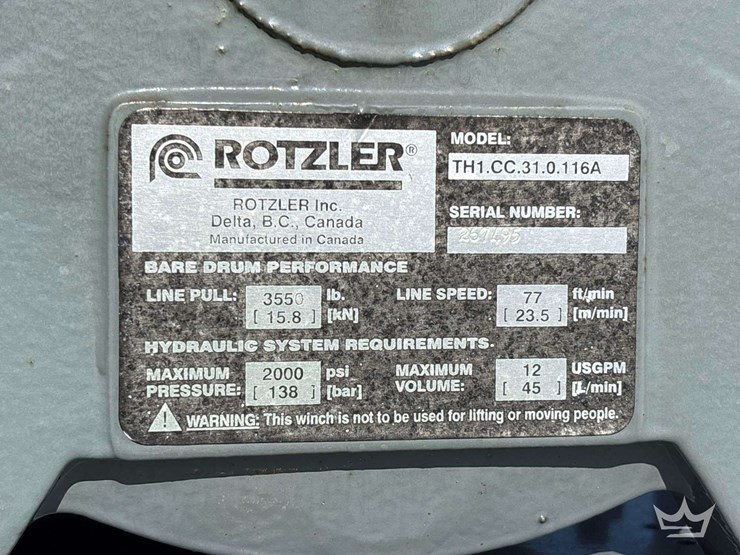 ROTZLER®
ROTZLER Inc.
Delta, B.C., Canada
Manufactured in Canada
MODEL:
TH1.CC.31.0.116A
SERIAL NUMBER:
BARE DRUM PERFORMANCE
LINE PULL: 3550 lb.
[ 15.8 ] [kN]
LINE SPEED: 77 ft/min
[ 23.5 ] [m/min]
HYDRAULIC SYSTEM REQUIREMENTS
MAXIMUM PRESSURE: 2000 psi
[ 138 ] [bar]
MAXIMUM VOLUME: 12 USGPM
[ 45 ] [L/min]
WARNING: This winch is not to be used for lifting or moving people.